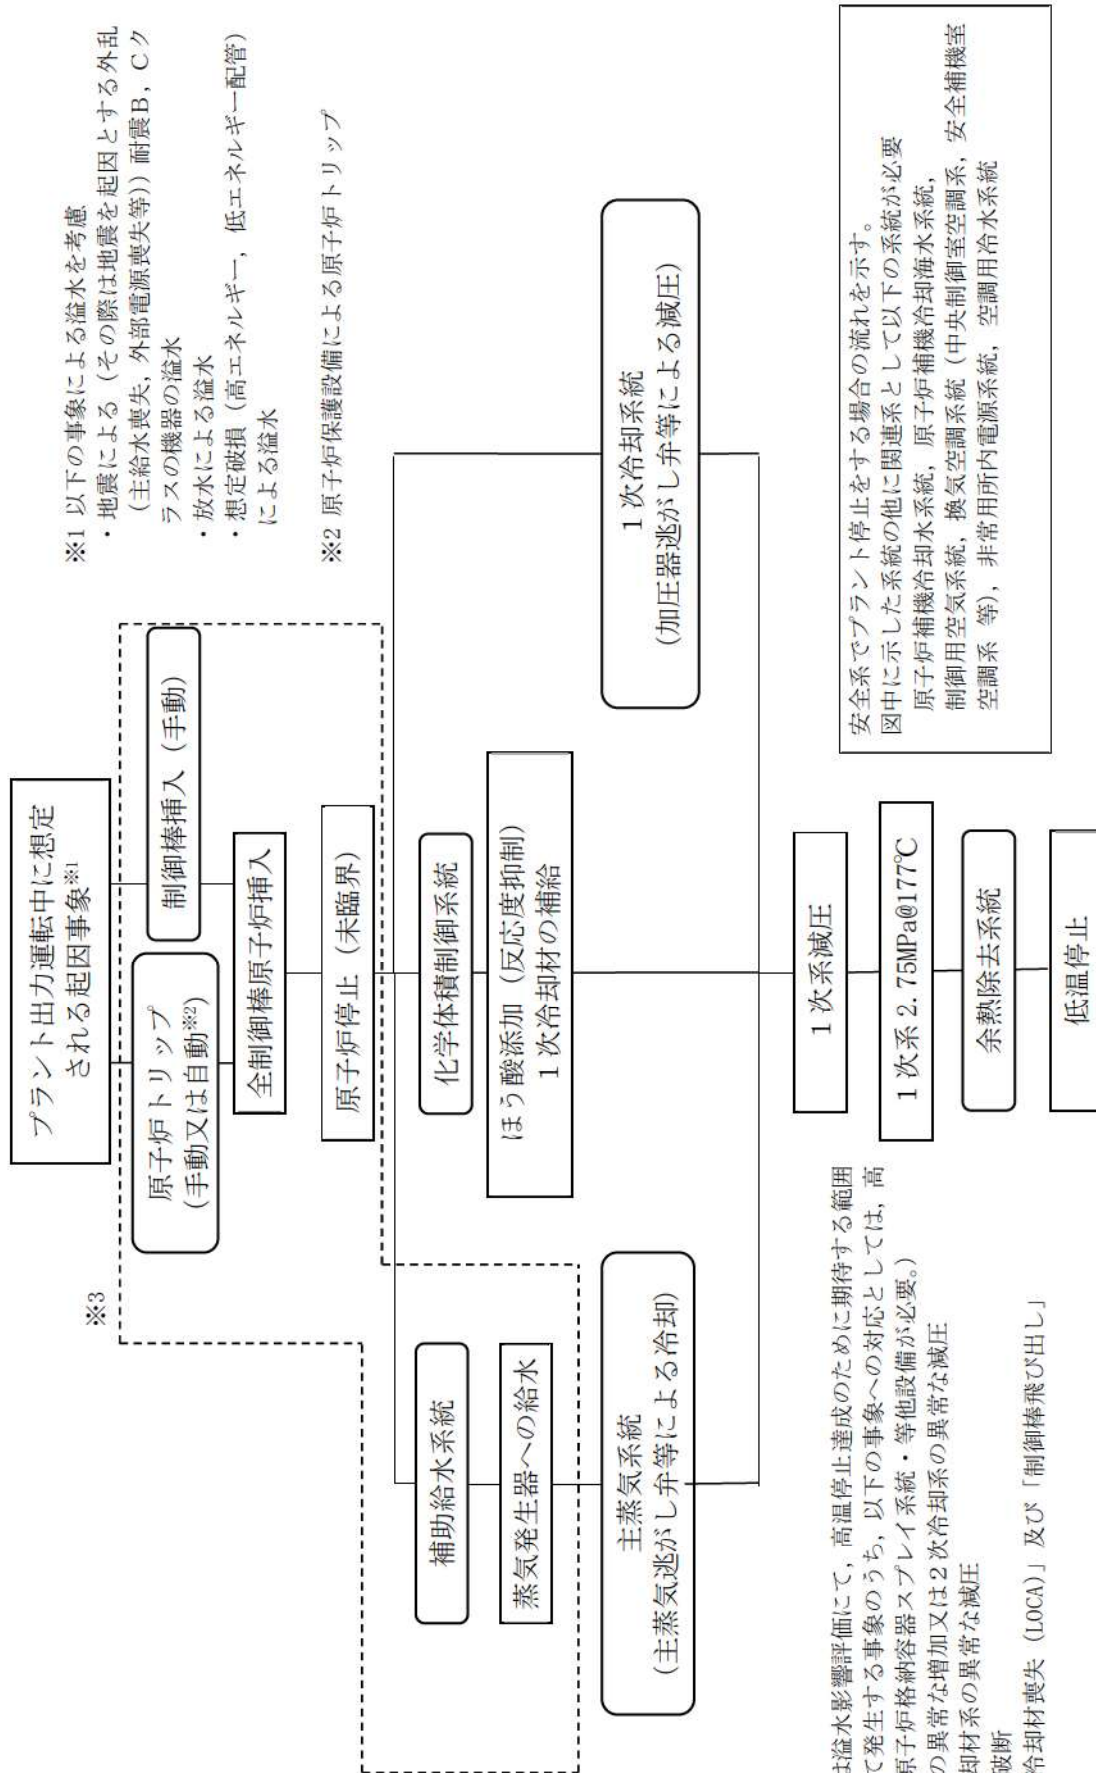 プラント出力運転中に想定
される起因事象※1
※3
原子炉トリップ
(手動又は自動※2)
制御棒挿入（手動）
全制御棒原子炉挿入
原子炉停止（未臨界）
※1 以下の事象による溢水を考慮
・地震による（その際は地震を起因とする外乱
（主給水喪失，外部電源喪失等））耐震B，Cク
ラスの機器の溢水
・放水による溢水
・想定破損（高エネルギー，低エネルギー配管）
による溢水
※2 原子炉保護設備による原子炉トリップ
補助給水系統
蒸気発生器への給水
主蒸気系統
(主蒸気逃がし弁等による冷却)
化学体積制御系統
ほう酸添加（反応度抑制）
1次冷却材の補給
1次冷却系統
(加圧器逃がし弁等による減圧)
1次系減圧
1次系 2.75MPa@177℃
余熱除去系統
低温停止
は溢水影響評価にて，高温停止達成のために期待する範囲
て発生する事象のうち，以下の事象への対応としては，高
原子炉格納容器スプレイ系統・等他設備が必要。）
の異常な増加又は2次冷却系の異常な減圧
却材系の異常な減圧
破断
冷却材喪失（LOCA)」及び「制御棒飛び出し」
安全系でプラント停止をする場合の流れを示す。
図中に示した系統の他に関連系として以下の系統が必要
原子炉補機冷却水系統，原子炉補機冷却海水系統，
制御用空気系統，換気空調系統（中央制御室空調系，安全補機室
空調系 等），非常用所内電源系統，空調用冷水系統